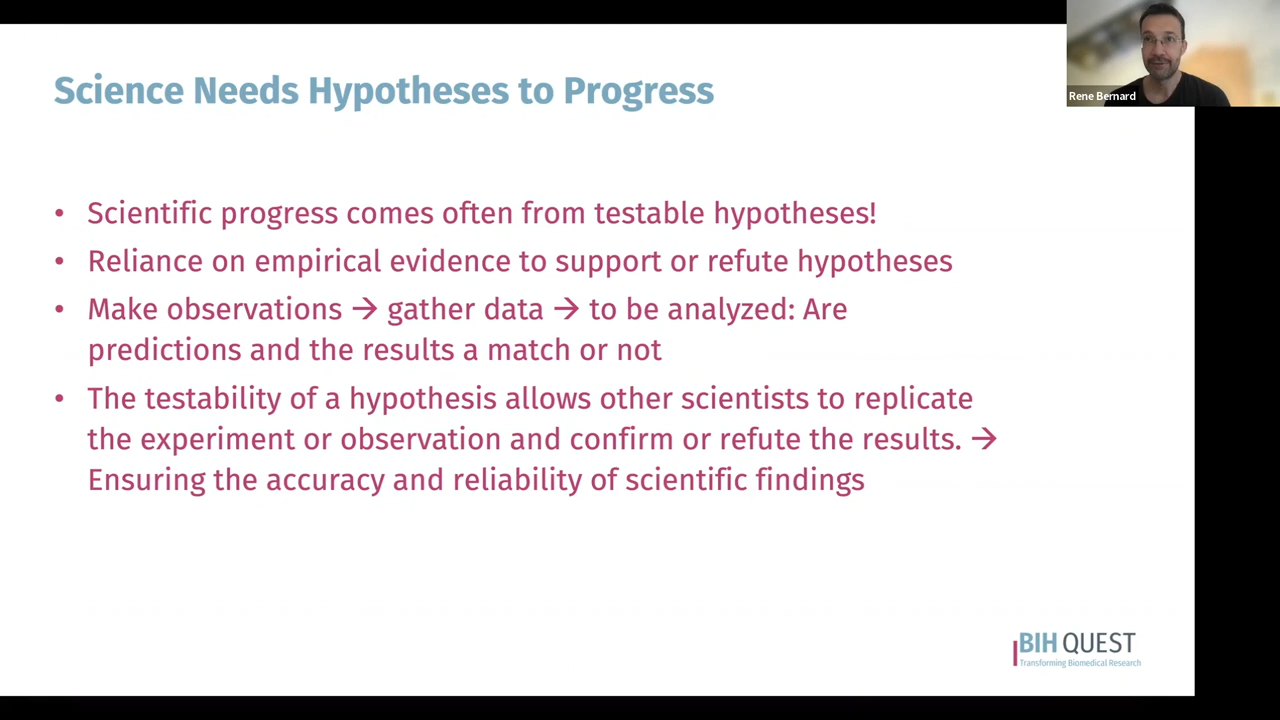 Science Needs Hypotheses to Progress
Rene Bernard
• Scientific progress comes often from testable hypotheses!
• Reliance on empirical evidence to support or refute hypotheses
• Make observations → gather data → to be analyzed: Are
predictions and the results a match or not
• The testability of a hypothesis allows other scientists to replicate
the experiment or observation and confirm or refute the results. →
Ensuring the accuracy and reliability of scientific findings
BIH QUEST
Transforming Biomedical Research